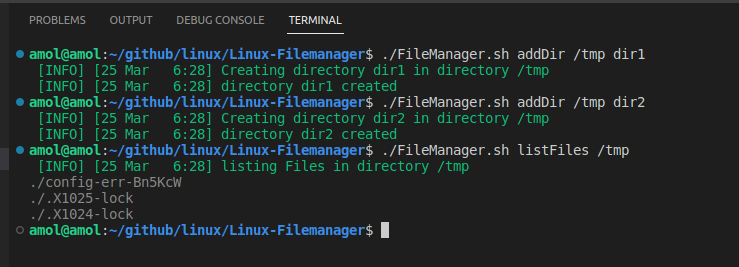 PROBLEMS OUTPUT DEBUG CONSOLE TERMINAL
amol@amol:~/github/linux/Linux-Filemanager$ ./FileManager.sh addDir /tmp dir1
[INFO] [25 Mar  6:28] Creating directory dir1 in directory /tmp
[INFO] [25 Mar  6:28] directory dir1 created
amol@amol:~/github/linux/Linux-Filemanager$ ./FileManager.sh addDir /tmp dir2
[INFO] [25 Mar  6:28] Creating directory dir2 in directory /tmp
[INFO] [25 Mar  6:28] directory dir2 created
amol@amol:~/github/linux/Linux-Filemanager$ ./FileManager.sh listFiles /tmp
[INFO] [25 Mar  6:28] listing Files in directory /tmp
./config-err-Bn5KcW
./.X1025-lock
./.X1024-lock
amol@amol:~/github/linux/Linux-Filemanager$